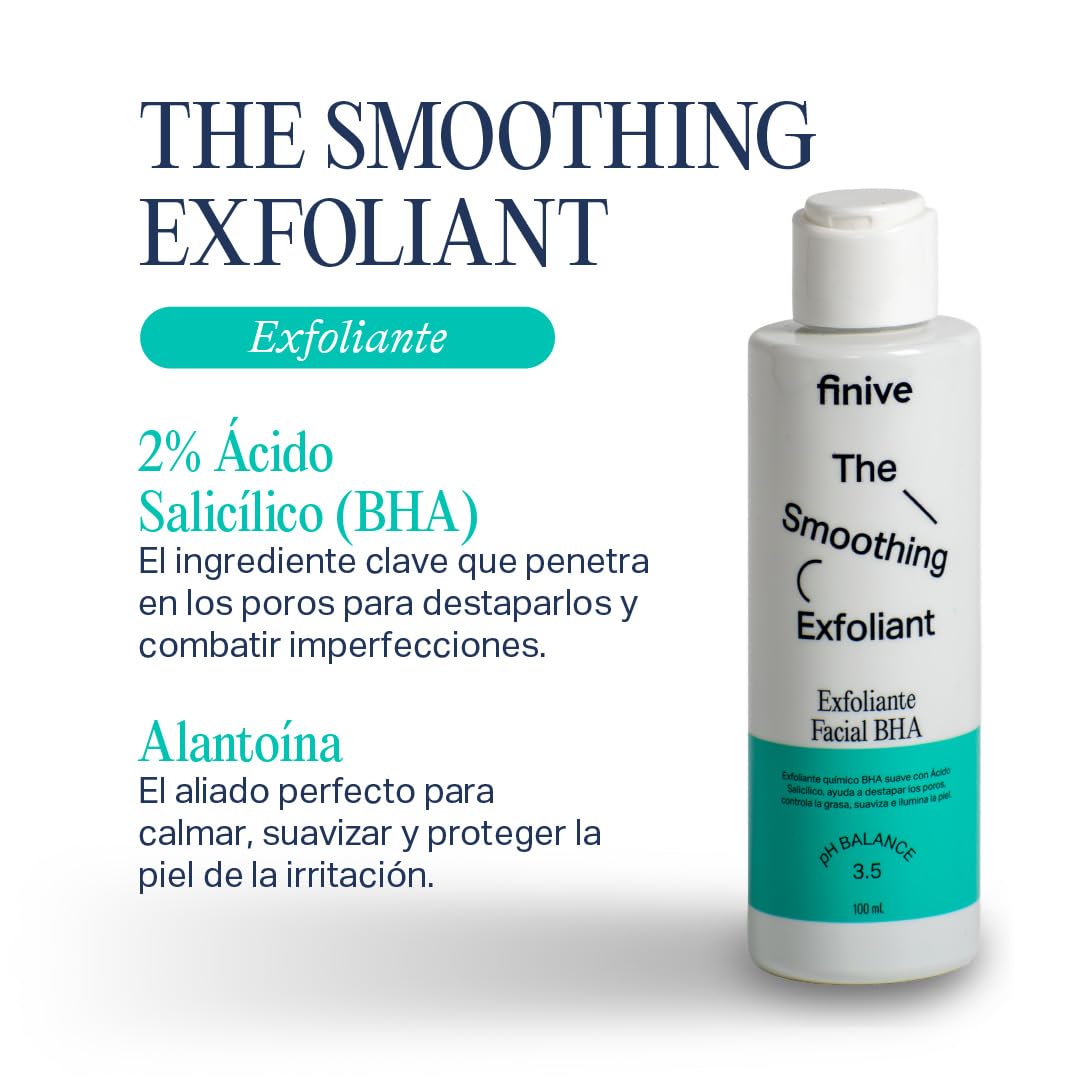 THE SMOOTHING
EXFOLIANT
Exfoliante
2% Ácido
Salicílico (BHA)
El ingrediente clave que penetra
en los poros para destaparlos y
combatir imperfecciones.
Alantoína
El aliado perfecto para
calmar, suavizar y proteger la
piel de la irritación.
finive
The
Smoothing
Exfoliant
Exfoliante
Facial BHA
Exfoliante químico BHA suave con Ácido
Salicílico, ayuda a destapar los poros,
controla la grasa, suaviza e ilumina la piel.
pH BALANCE
3.5
100 ml.